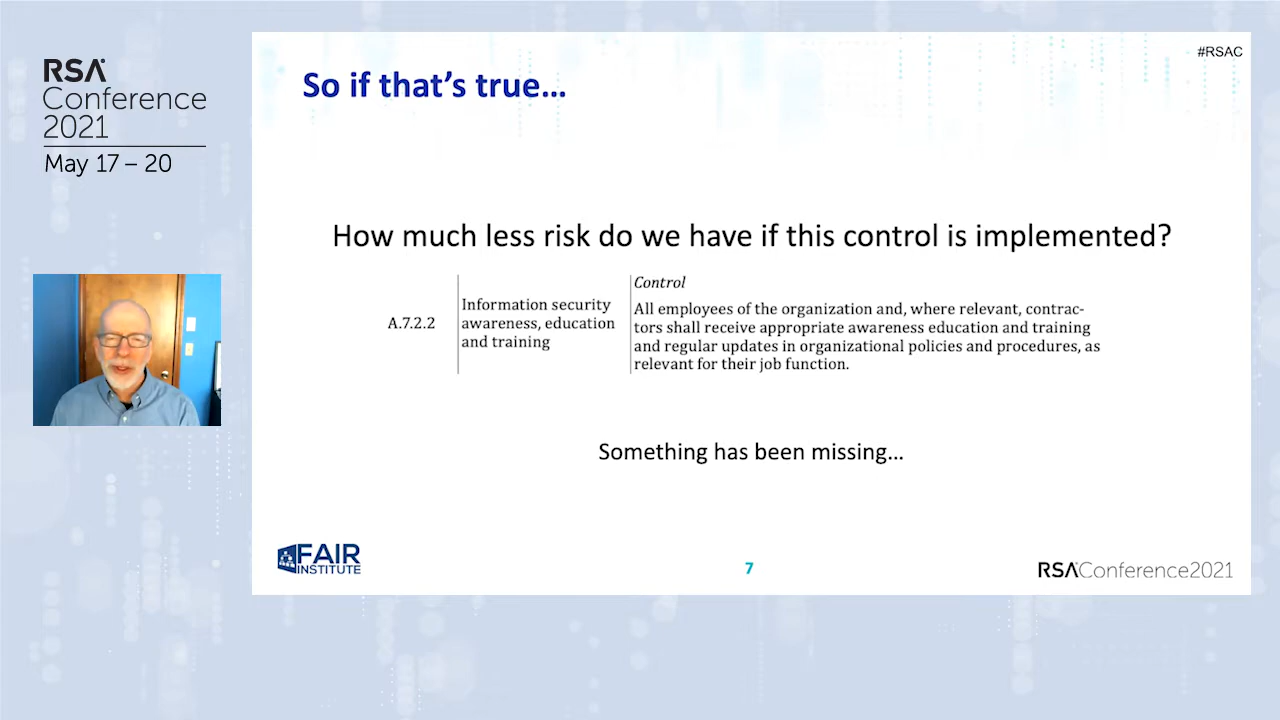 RSA
Conference
2021
May 17 – 20
#RSAC
So if that's true…
How much less risk do we have if this control is implemented?
A.7.2.2
Information security
awareness, education
and training
Control
All employees of the organization and, where relevant, contrac-
tors shall receive appropriate awareness education and training
and regular updates in organizational policies and procedures, as
relevant for their job function.
Something has been missing…
FAIR
INSTITUTE
7
RSAConference2021